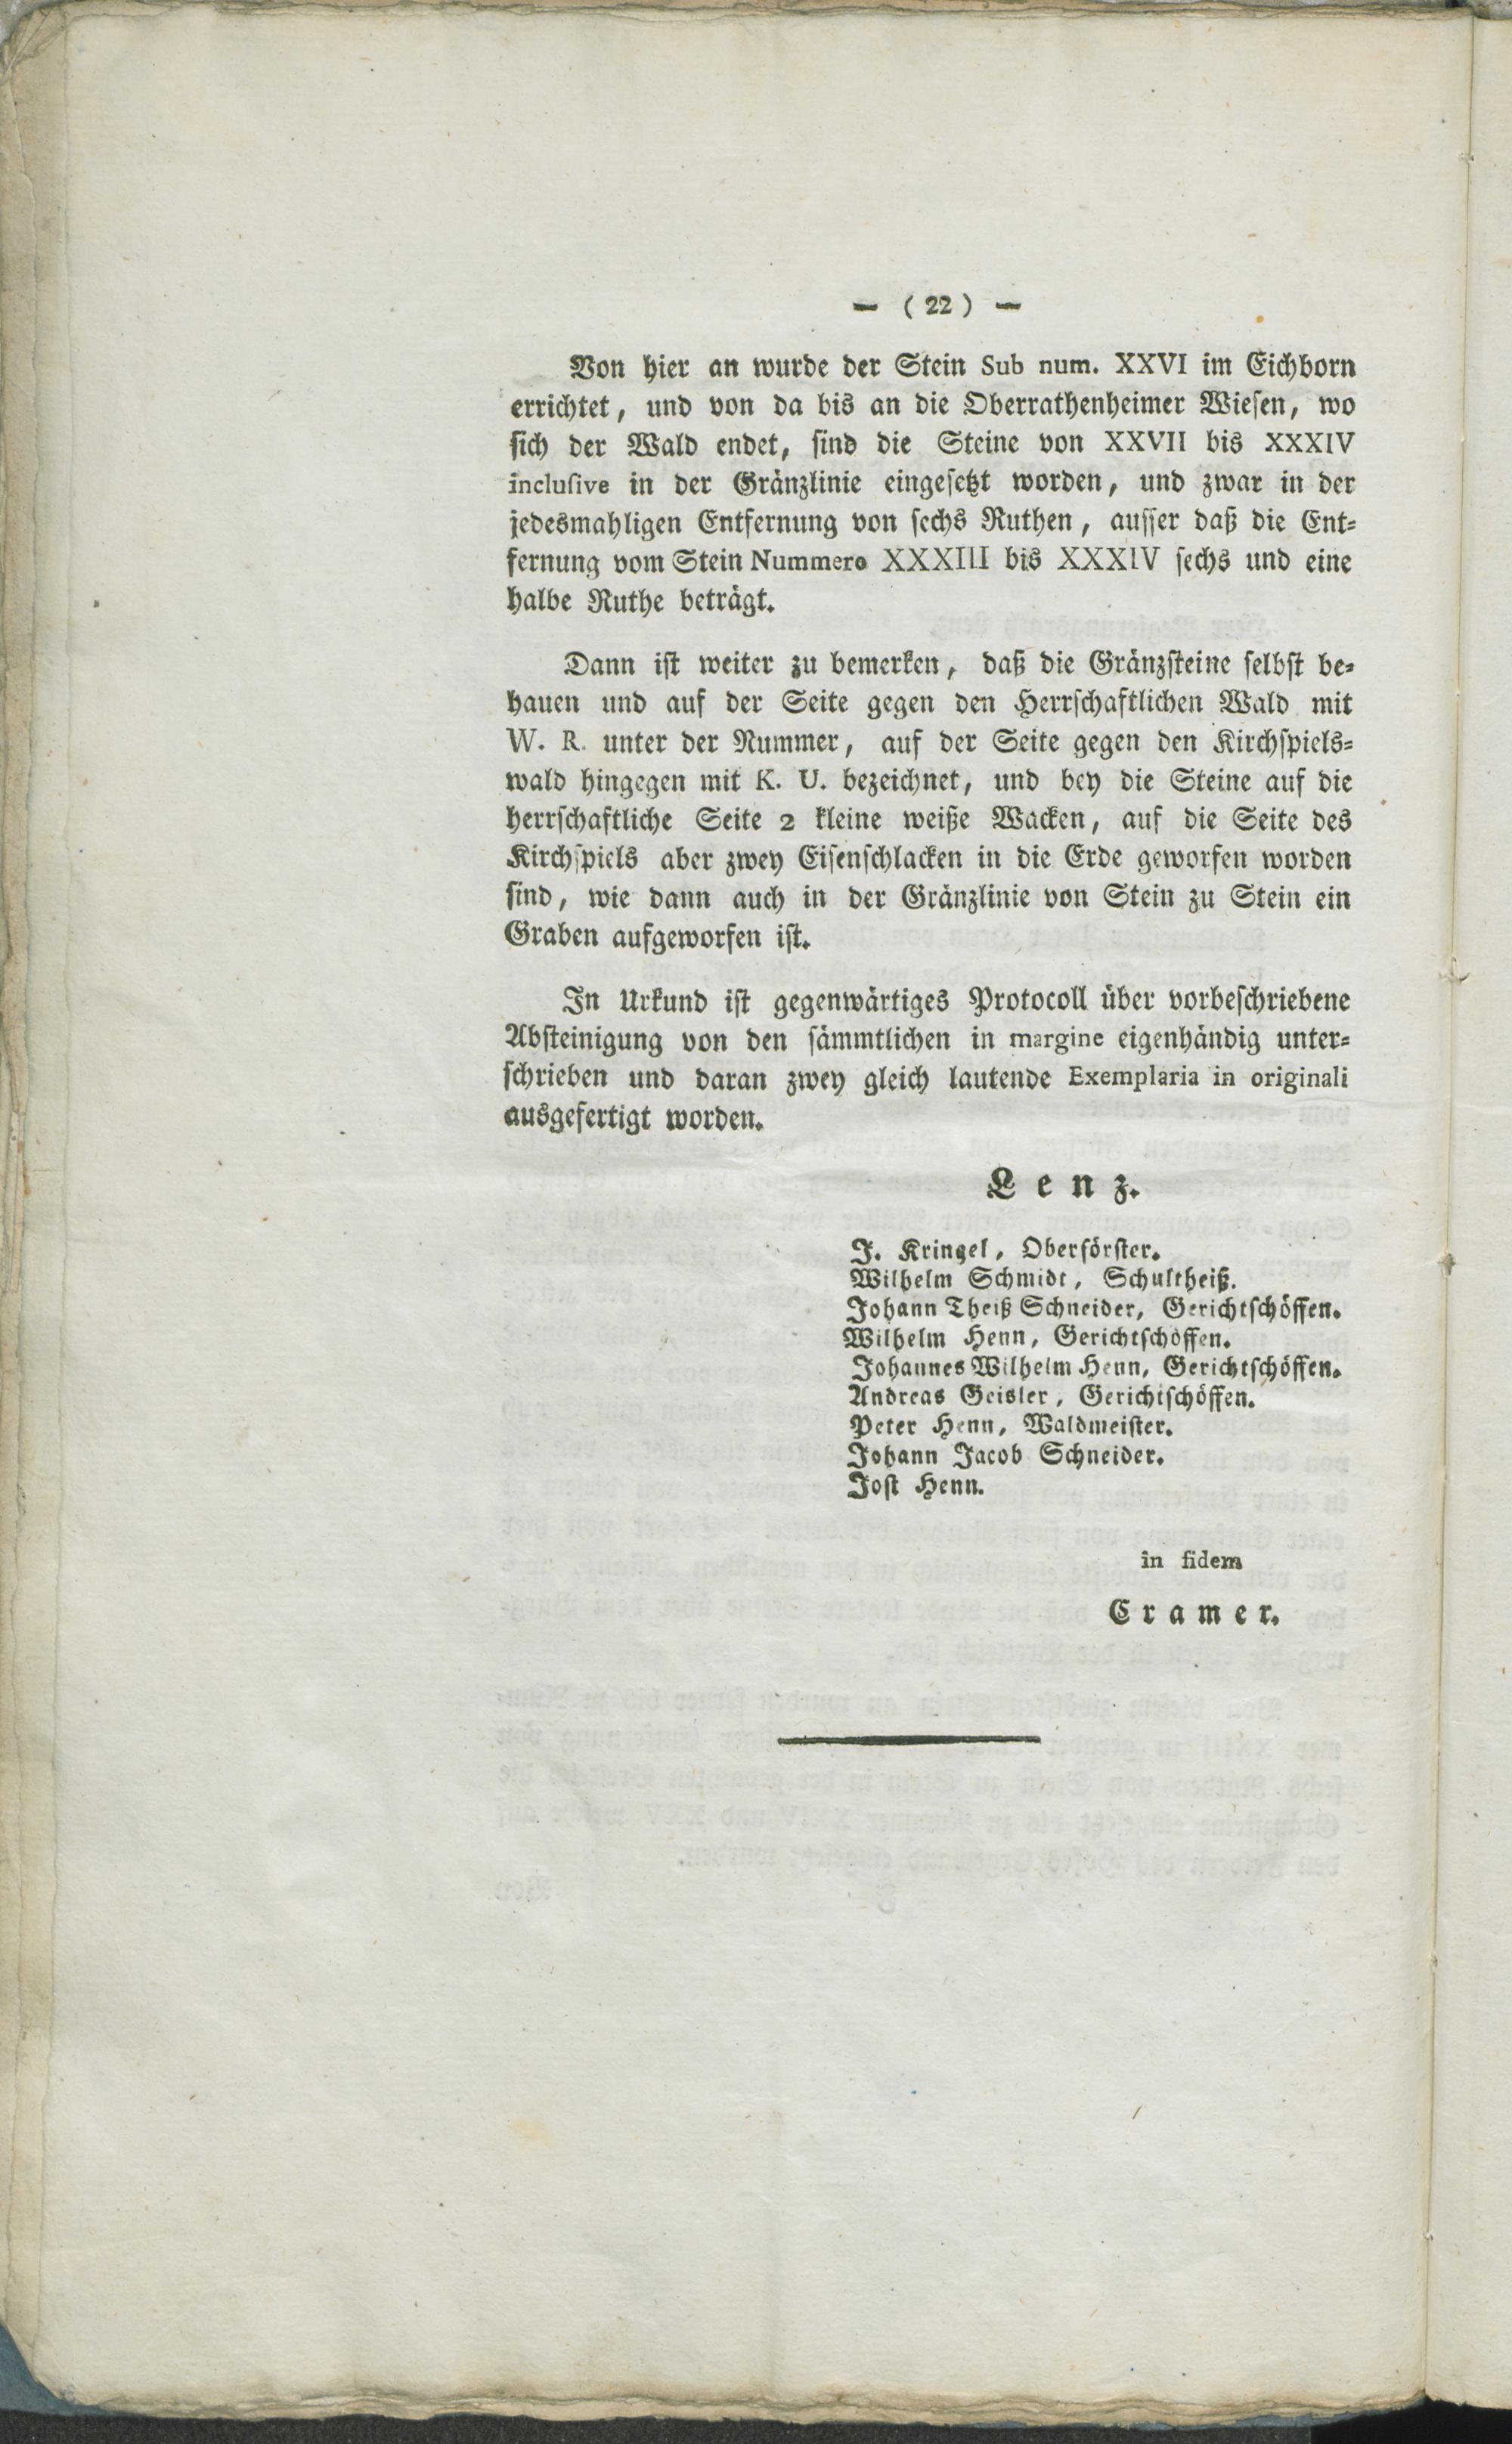 — (22) —
Von hier an wurde der Stein Sub num. XXVI im Eichborn
errichtet, und von da bis an die Oberrathenheimer Wiesen, wo
sich der Wald endet, sind die Steine von XXVII bis XXXIV
inclusive in der Gränzlinie eingesetzt worden, und zwar in der
jedesmahligen Entfernung von sechs Ruthen, ausser daß die Ent-
fernung vom Stein Nummero XXXIII bis XXXIV sechs und eine
halbe Ruthe beträgt.
Dann ist weiter zu bemerken, daß die Gränzsteine selbst be-
hauen und auf der Seite gegen den Herrschaftlichen Wald mit
W. R. unter der Nummer, auf der Seite gegen den Kirchspiels-
wald hingegen mit K. U. bezeichnet, und bey die Steine auf die
herrschaftliche Seite 2 kleine weiße Wacken, auf die Seite des
Kirchspiels aber zwey Eisenschlacken in die Erde geworfen worden
sind, wie dann auch in der Gränzlinie von Stein zu Stein ein
Graben aufgeworfen ist.
In Urkund ist gegenwärtiges Protocoll über vorbeschriebene
Absteinigung von den sämmtlichen in margine eigenhändig unter-
schrieben und daran zwey gleich lautende Exemplaria in originali
ausgefertigt worden.
Lenz.
J. Kringel, Oberförster.
Wilhelm Schmidt, Schultheiß.
Johann Theiß Schneider, Gerichtschöffen.
Wilhelm Henn, Gerichtschöffen.
Johannes Wilhelm Henn, Gerichtschöffen.
Andreas Geisler, Gerichtschöffen.
Peter Henn, Waldmeister.
Johann Jacob Schneider.
Jost Henn.
in fidem
Cramer.